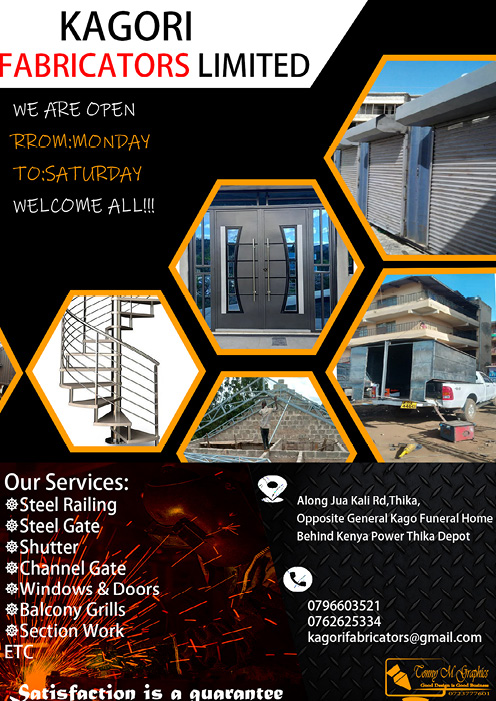 KAGORI
FABRICATORS LIMITED
WE ARE OPEN
RROM:MONDAY
TO:SATURDAY
WELCOME ALL!!!
Our Services:
Steel Railing
Steel Gate
Shutter
Channel Gate
Windows & Doors
Balcony Grills
Section Work
ETC
Satisfaction is a guarantee
Along Jua Kali Rd,Thika,
Opposite General Kago Funeral Home
Behind Kenya Power Thika Depot
0796603521
0762625334
kagorifabricators@gmail.com
Tonny M Graphics
Good Design is Good Business
0723777601